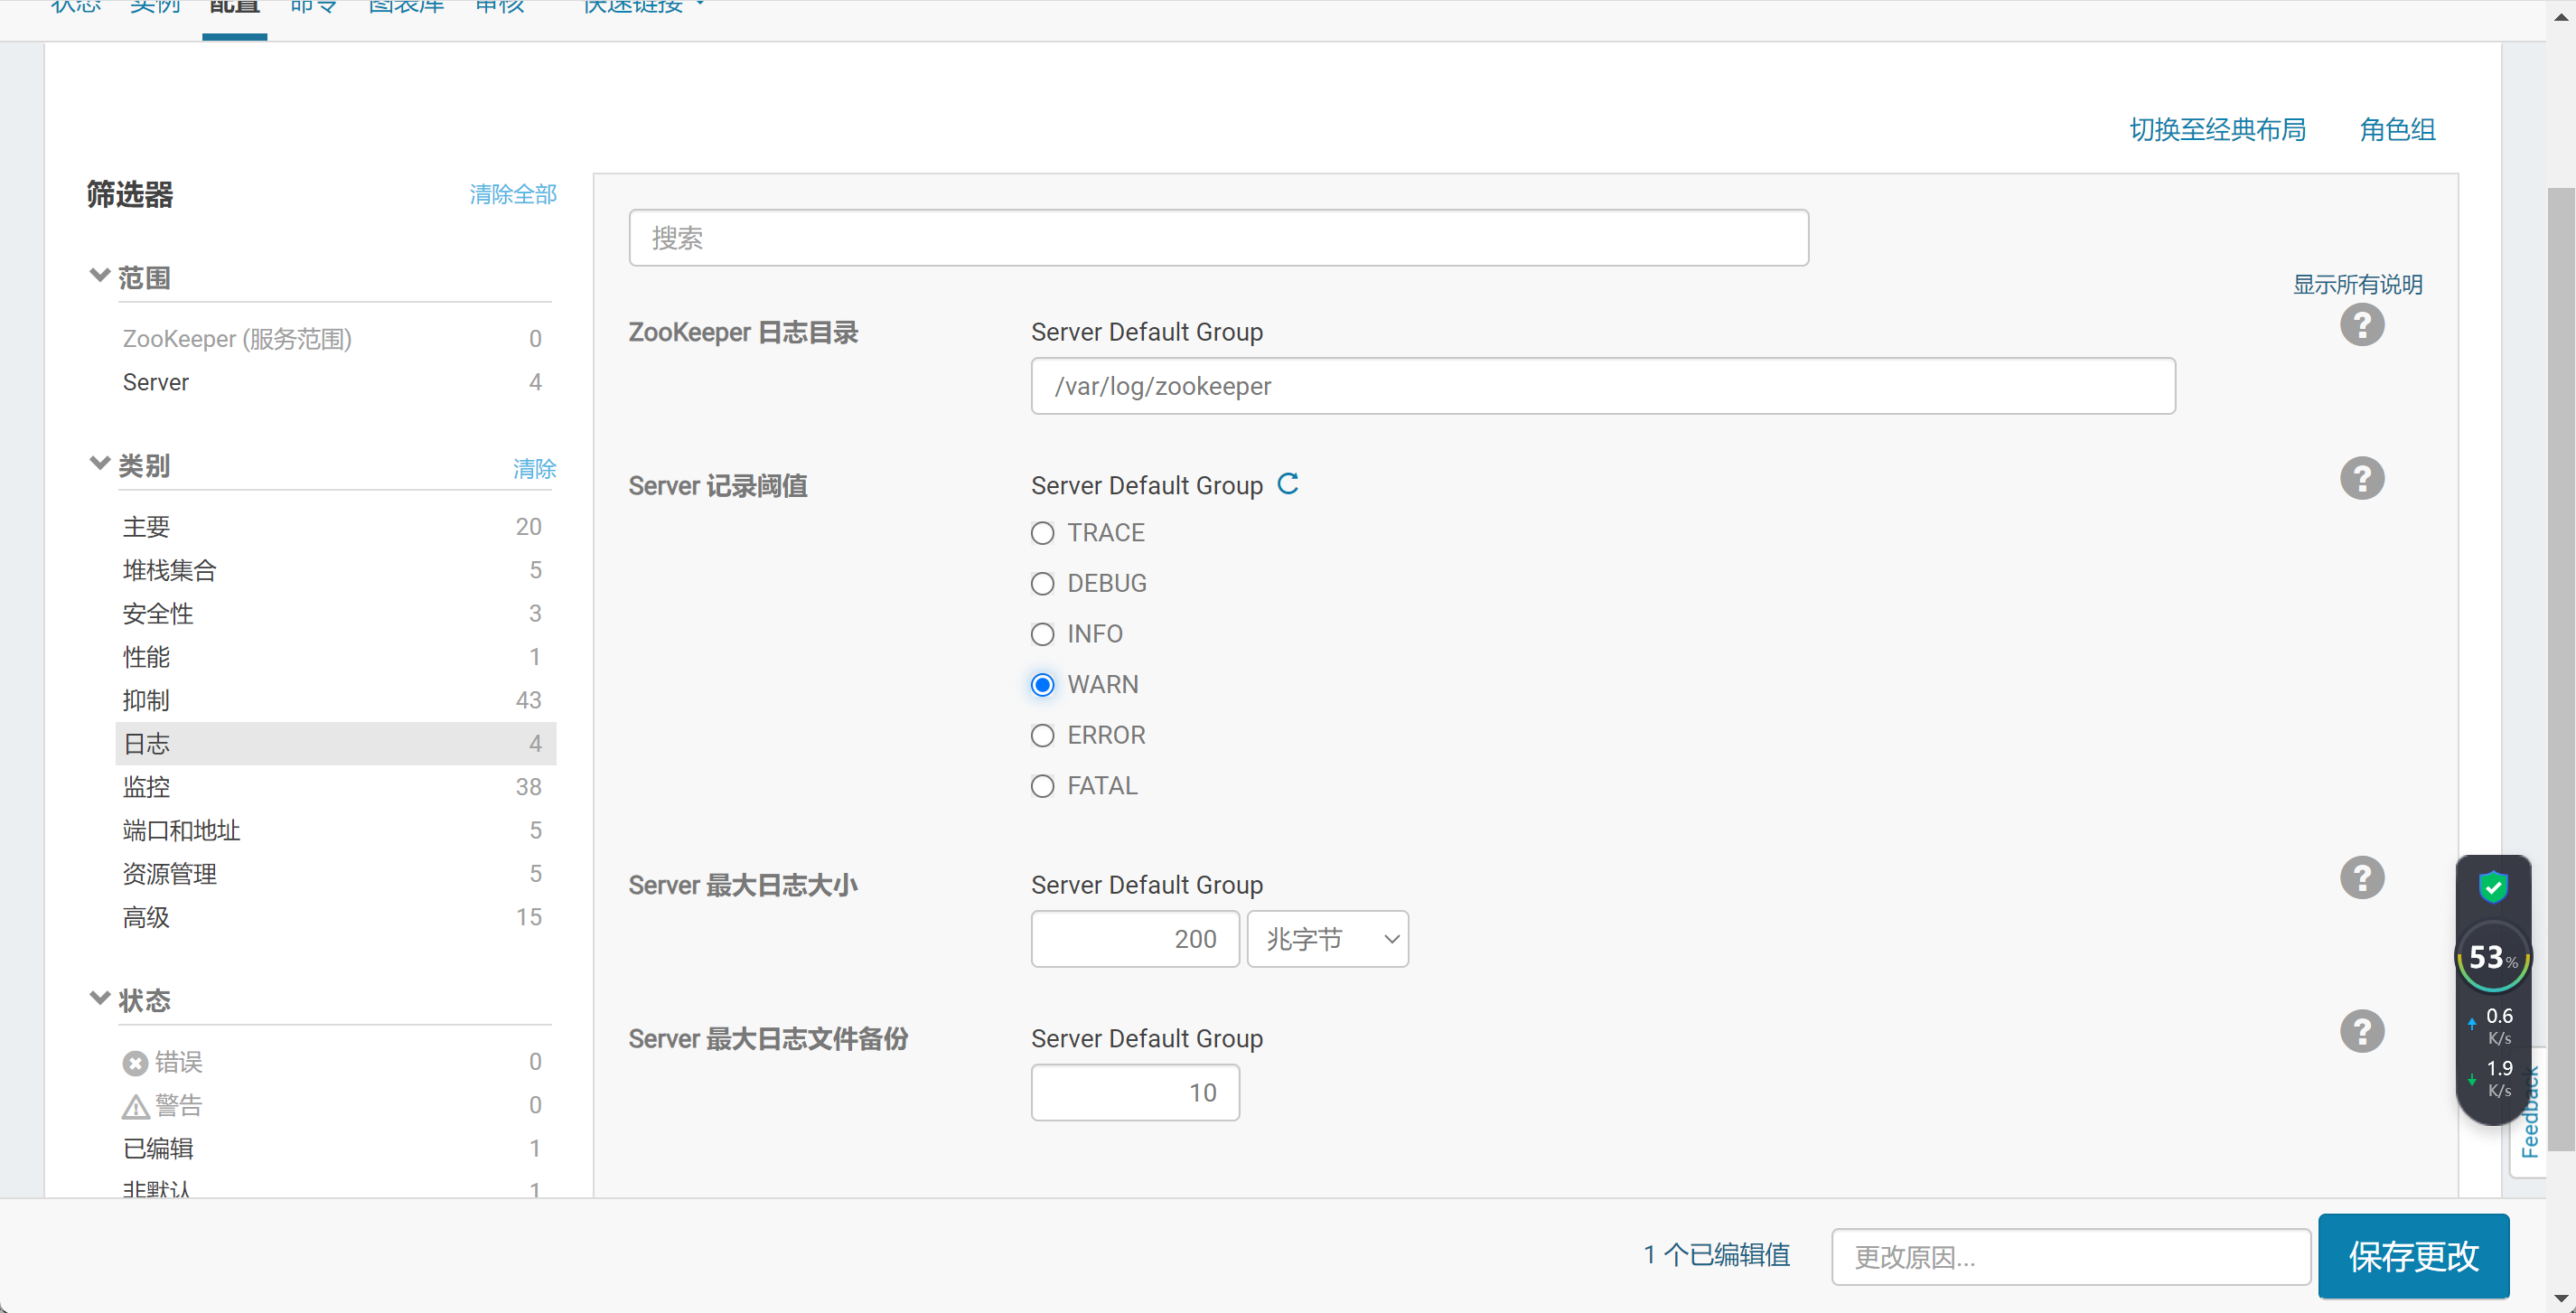 状态 实例 配置 命令 图表库 审核 快速链接
切换至经典布局 角色组
筛选器 清除全部
范围
ZooKeeper (服务范围) 0
Server 4
类别 清除
主要 20
堆栈集合 5
安全性 3
性能 1
抑制 43
日志 4
监控 38
端口和地址 5
资源管理 5
高级 15
状态
错误 0
警告 0
已编辑 1
非默认 1
搜索
显示所有说明
ZooKeeper 日志目录
Server Default Group
?
/var/log/zookeeper
Server 记录阈值
Server Default Group
?
TRACE
DEBUG
INFO
WARN
ERROR
FATAL
Server 最大日志大小
Server Default Group
?
200 兆字节
Server 最大日志文件备份
Server Default Group
?
10
53%
0.6
K/s
1.9
K/s
Feedback
1 个已编辑值 更改原因... 保存更改